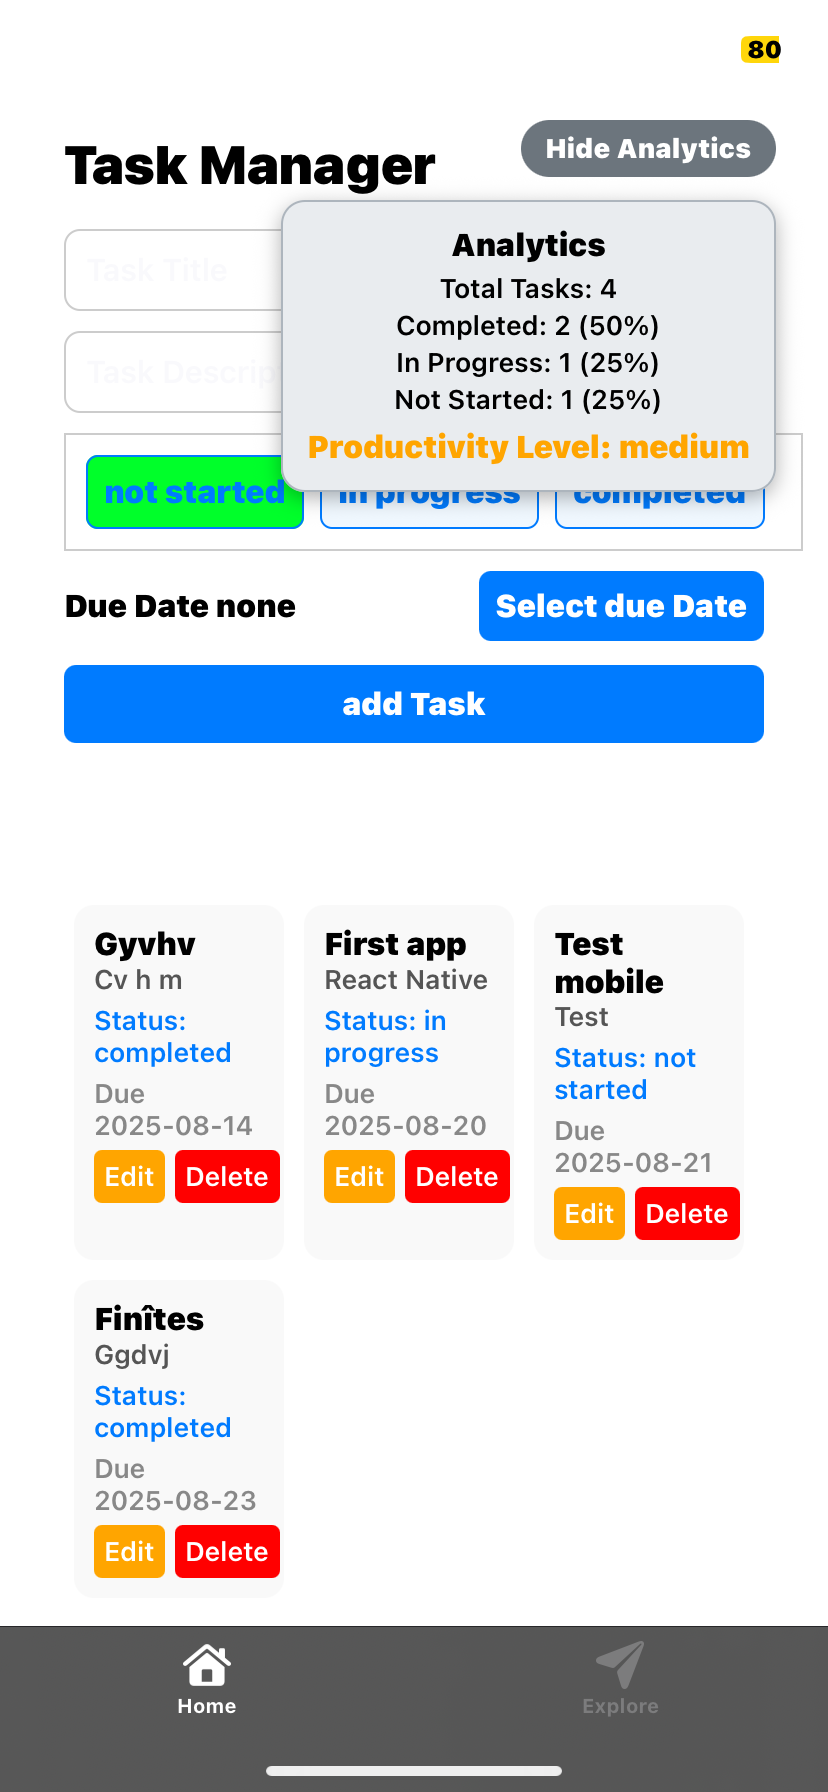 80
Task Manager
Hide Analytics
Analytics
Total Tasks: 4
Completed: 2 (50%)
In Progress: 1 (25%)
Not Started: 1 (25%)
Productivity Level: medium
Task Title
Task Descrip
not started
in progress
completed
Due Date none
Select due Date
add Task
Gyvhv
Cv h m
Status:
completed
Due
2025-08-14
Edit
Delete
First app
React Native
Status: in
progress
Due
2025-08-20
Edit
Delete
Test
mobile
Test
Status: not
started
Due
2025-08-21
Edit
Delete
Finîtes
Ggdvj
Status:
completed
Due
2025-08-23
Edit
Delete
Home
Explore